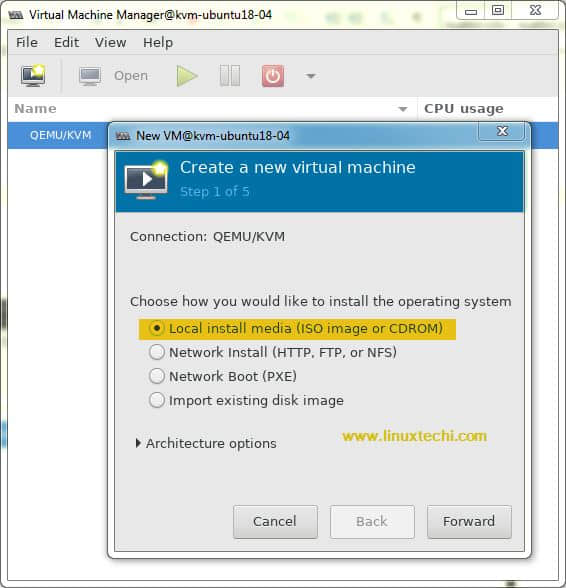 Virtual Machine Manager@kvm-ubuntu18-04
File Edit View Help
Open
Name CPU usage
QEMU/KVM
New VM@kvm-ubuntu18-04
Create a new virtual machine
Step 1 of 5
Connection: QEMU/KVM
Choose how you would like to install the operating system
Local install media (ISO image or CDROM)
Network Install (HTTP, FTP, or NFS)
Network Boot (PXE)
Import existing disk image
Architecture options
www.linuxtechi.com
Cancel Back Forward